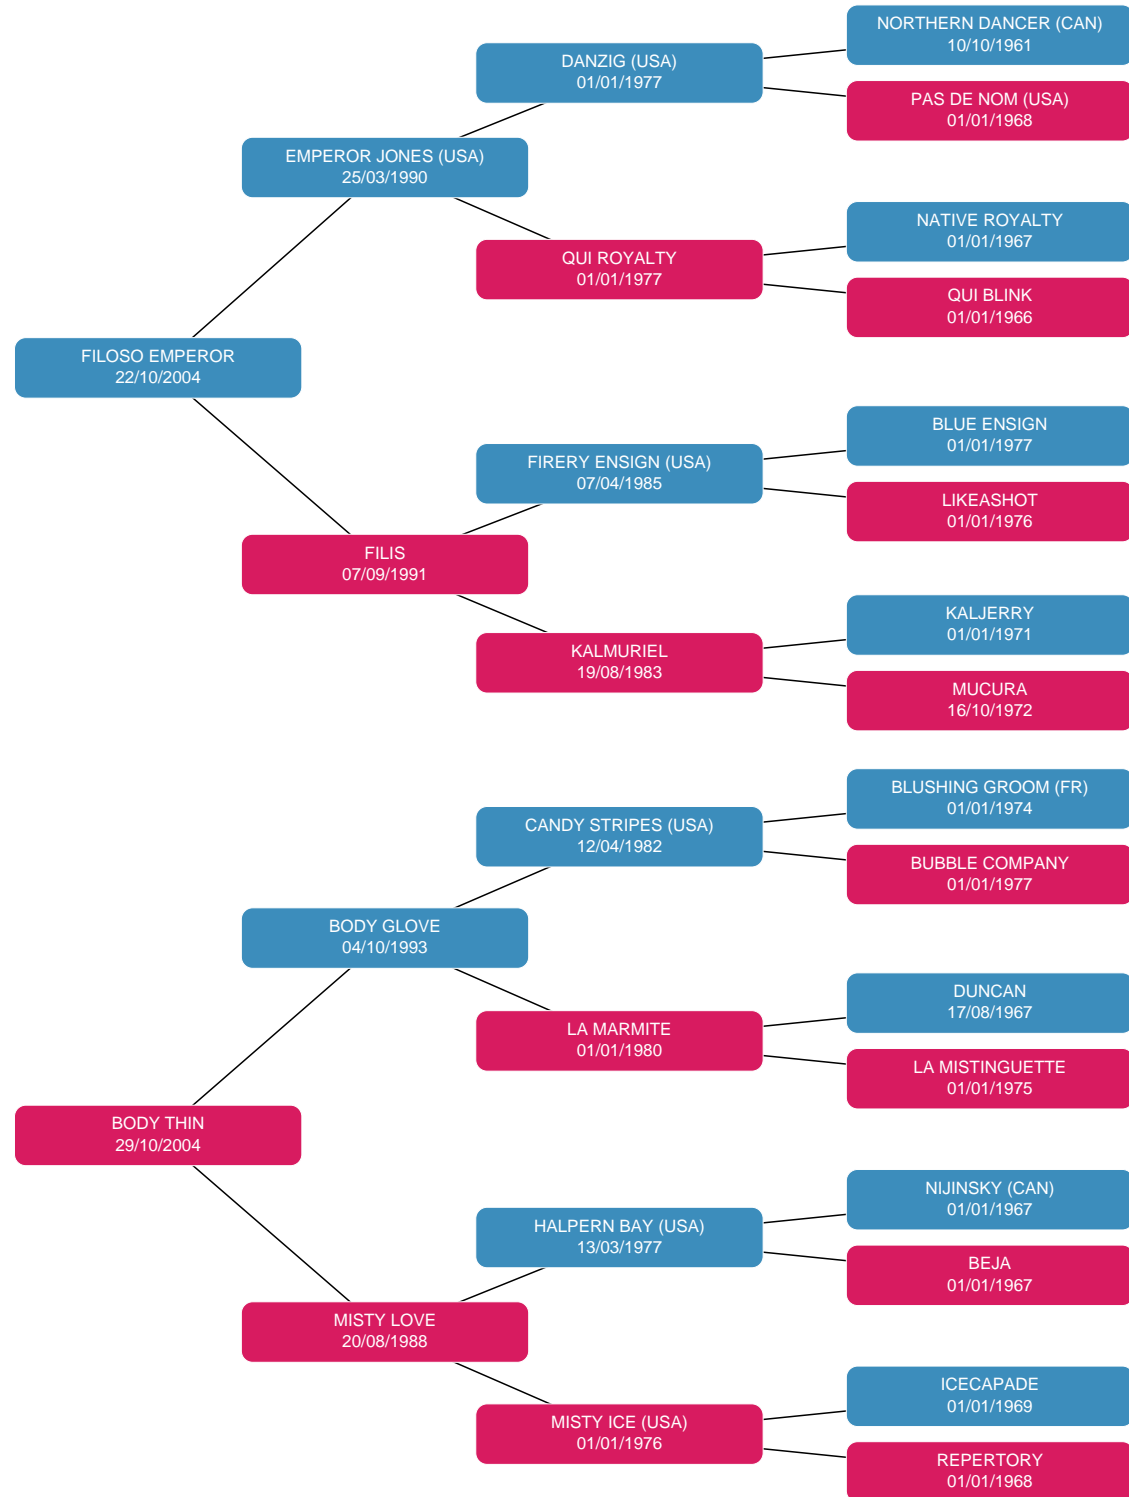 NORTHERN DANCER (CAN)
10/10/1961
DANZIG (USA)
01/01/1977
PAS DE NOM (USA)
01/01/1968
EMPEROR JONES (USA)
25/03/1990
NATIVE ROYALTY
01/01/1967
QUI ROYALTY
01/01/1977
QUI BLINK
01/01/1966
FILOSO EMPEROR
22/10/2004
BLUE ENSIGN
01/01/1977
FIRERY ENSIGN (USA)
07/04/1985
LIKEASHOT
01/01/1976
FILIS
07/09/1991
KALJERRY
01/01/1971
KALMURIEL
19/08/1983
MUCURA
16/10/1972
BLUSHING GROOM (FR)
01/01/1974
CANDY STRIPES (USA)
12/04/1982
BUBBLE COMPANY
01/01/1977
BODY GLOVE
04/10/1993
DUNCAN
17/08/1967
LA MARMITE
01/01/1980
LA MISTINGUETTE
01/01/1975
BODY THIN
29/10/2004
NIJINSKY (CAN)
01/01/1967
HALPERN BAY (USA)
13/03/1977
BEJA
01/01/1967
MISTY LOVE
20/08/1988
ICECAPADE
01/01/1969
MISTY ICE (USA)
01/01/1976
REPERTORY
01/01/1968